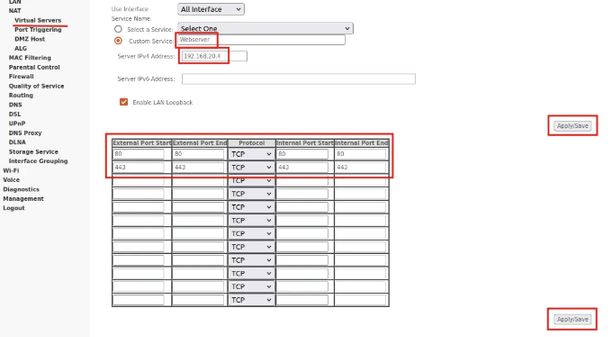 LAN
NAT
Virtual Servers
Port Triggering
DMZ Host
ALG
MAC Filtering
Parental Control
Firewall
Quality of Service
Routing
DNS
DSL
UPnP
DNS Proxy
DLNA
Storage Service
Interface Grouping
Wi-Fi
Voice
Diagnostics
Management
Logout
Use Interface All Interface
Service Name:
Select a Service: Select One
Custom Service: Webserver
Server IPv4 Address: 192.168.20.
Server IPv6 Address:
Enable LAN Loopback
Apply/Save
External Port Start External Port End Protocol Internal Port Start Internal Port End
80 80 TCP 80 80
443 443 TCP 443 443
TCP
TCP
TCP
TCP
TCP
TCP
TCP
TCP
TCP
TCP
Apply/Save